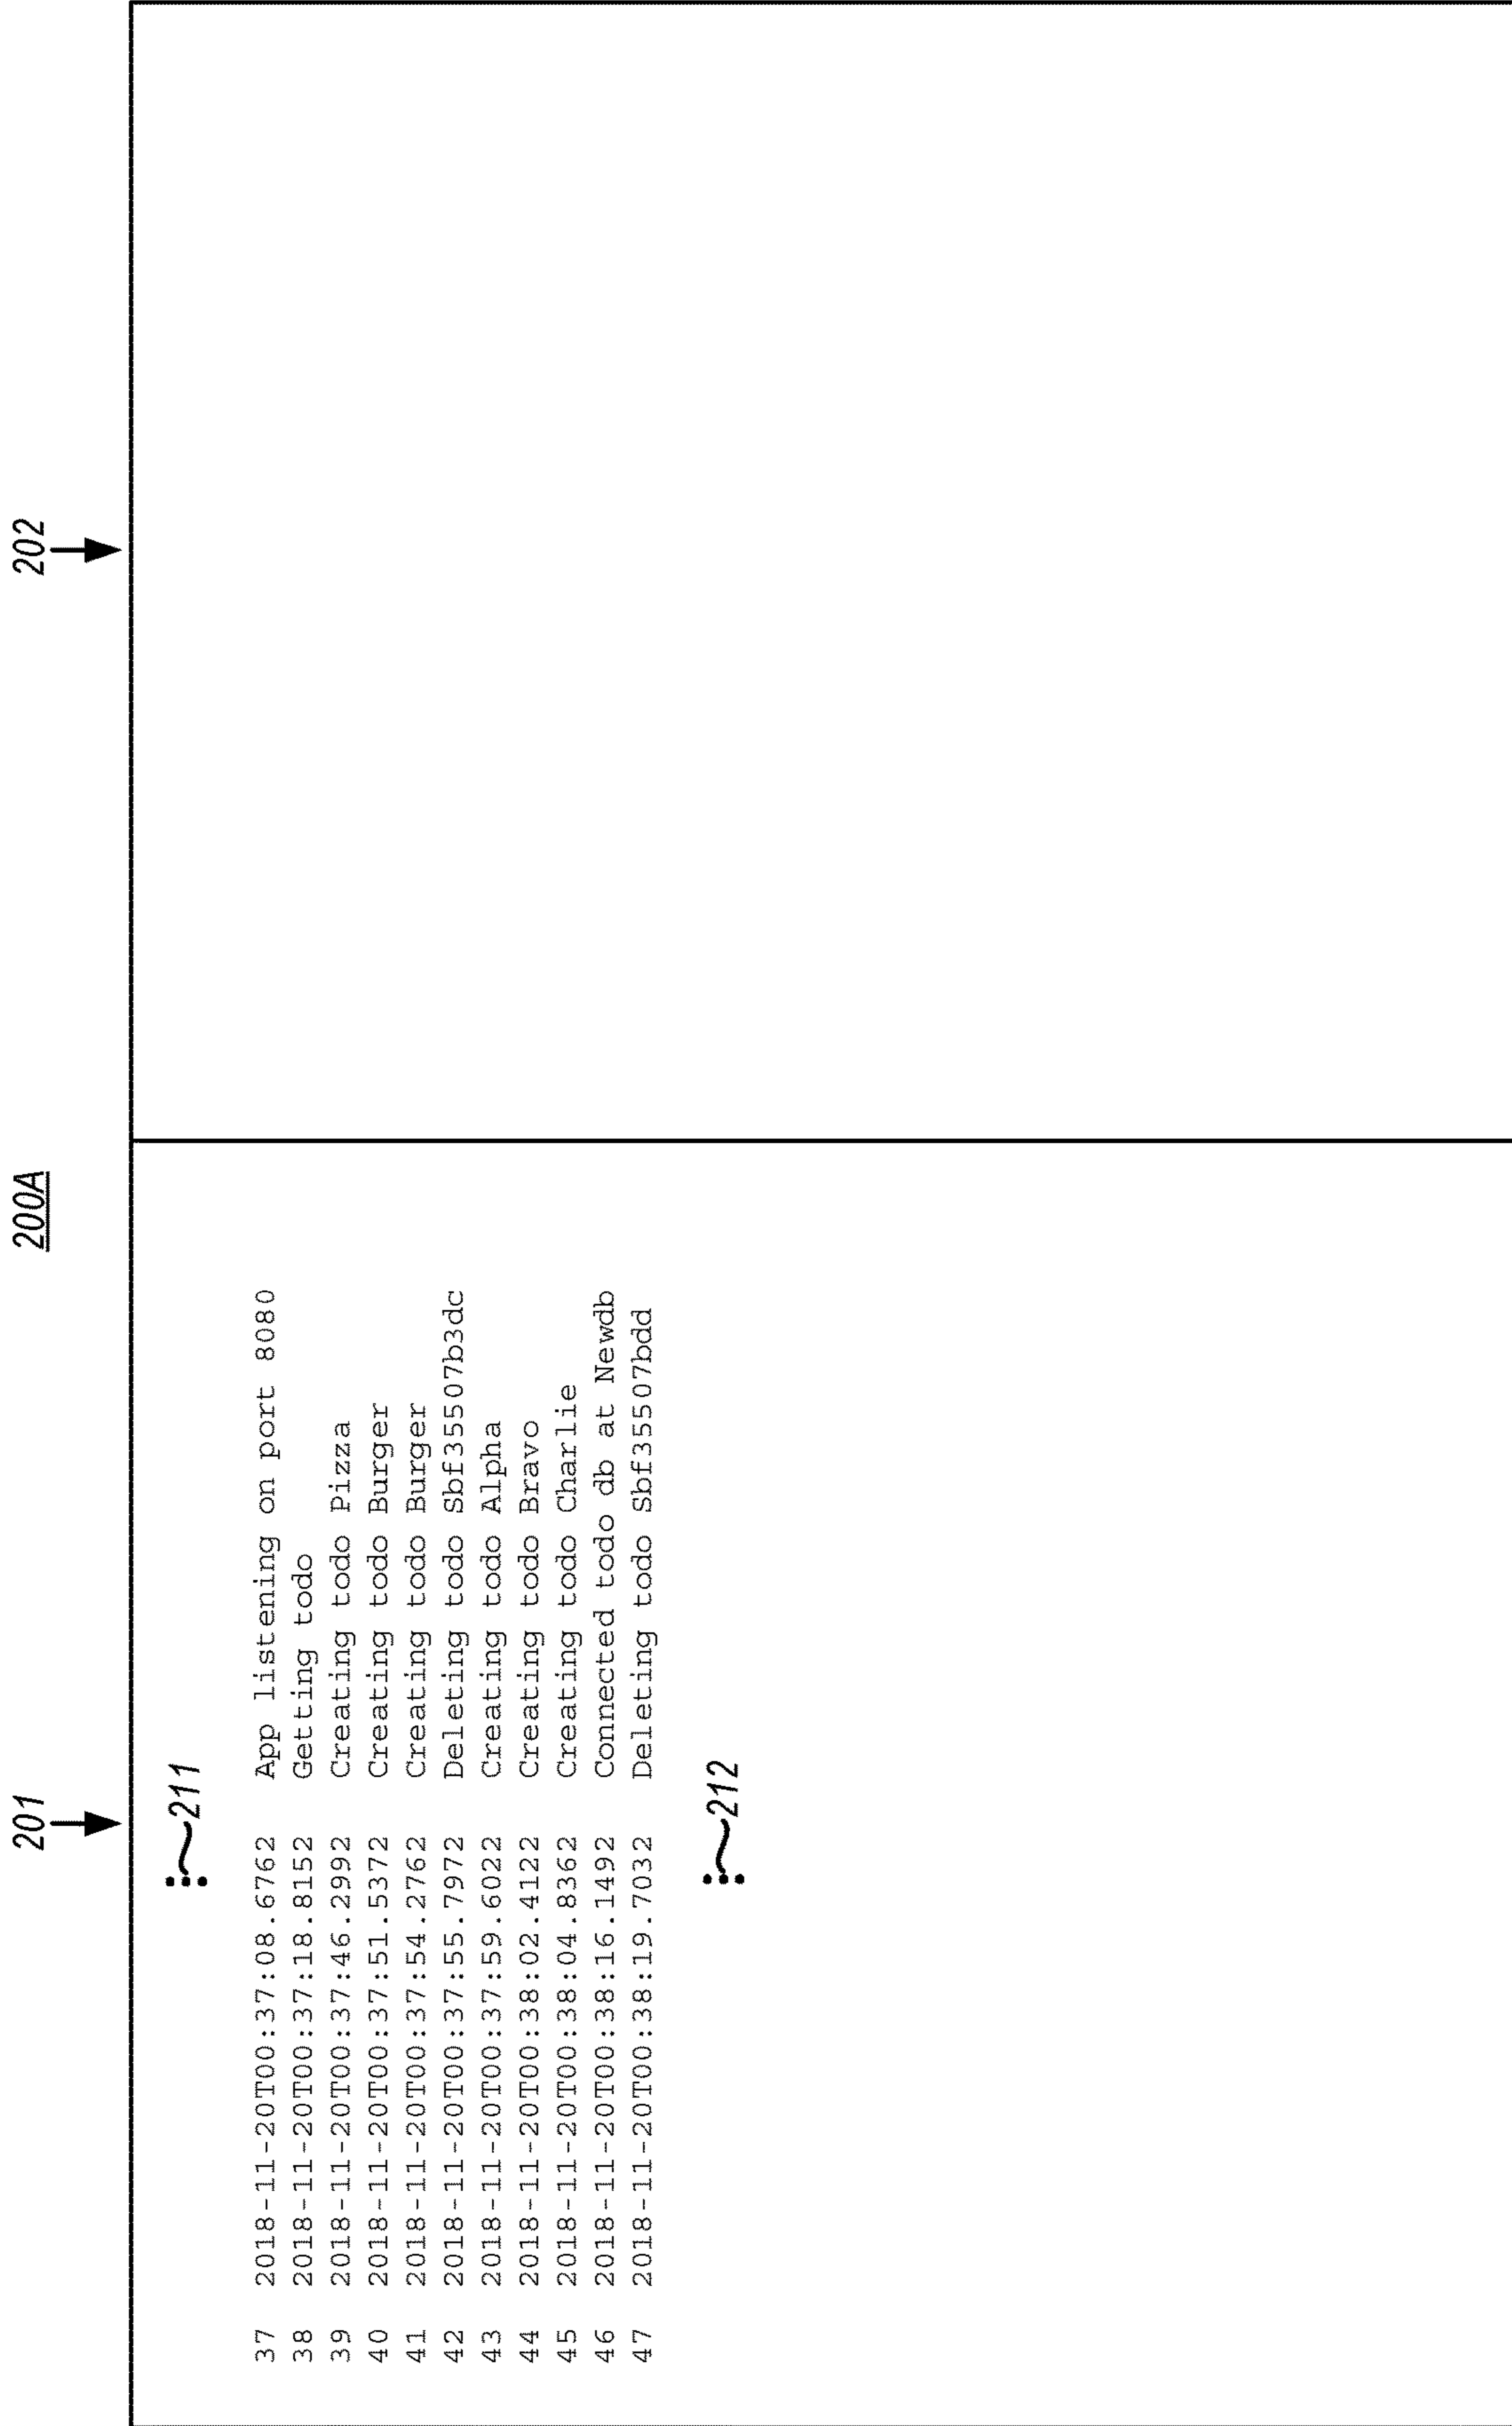 200A
201
202
211
37 2018-11-20T00:37:08.6762 App listening on port 8080
38 2018-11-20T00:37:18.8152 Getting todo
39 2018-11-20T00:37:46.2992 Creating todo Pizza
40 2018-11-20T00:37:51.5372 Creating todo Burger
41 2018-11-20T00:37:54.2762 Creating todo Burger
42 2018-11-20T00:37:55.7972 Deleting todo Sbf35507b3dc
43 2018-11-20T00:37:59.6022 Creating todo Alpha
44 2018-11-20T00:38:02.4122 Creating todo Bravo
45 2018-11-20T00:38:04.8362 Creating todo Charlie
46 2018-11-20T00:38:16.1492 Connected todo db at Newdb
47 2018-11-20T00:38:19.7032 Deleting todo Sbf35507bdd
212